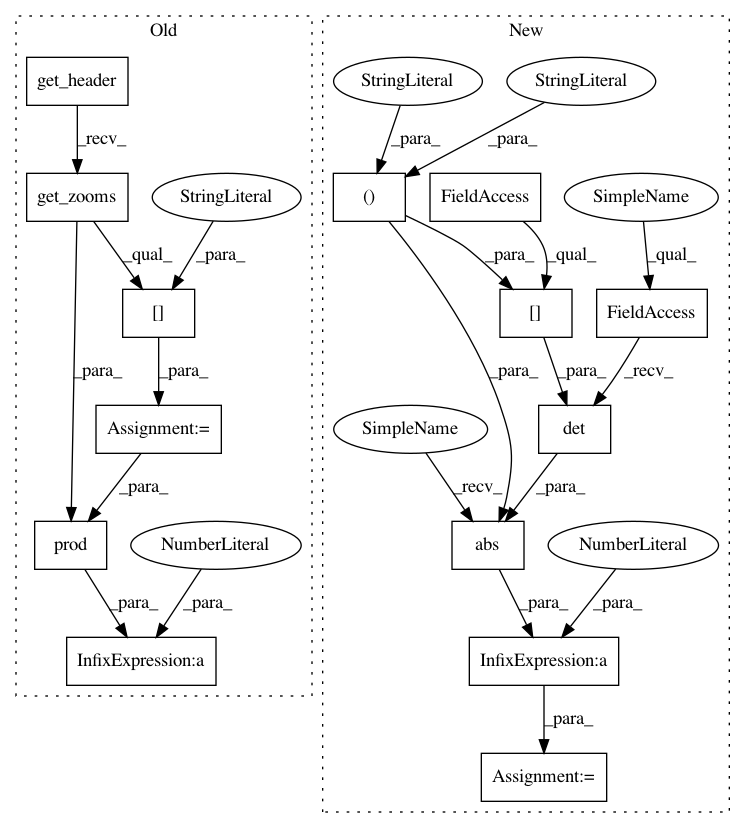 Old
New
get_header
StringLiteral
StringLiteral
_recv_
_para_
_para_
get_zooms
StringLiteral
()
FieldAccess
SimpleName
_qual_
_para_
_para_
_qual_
_qual_
[]
[]
FieldAccess
_para_
_para_
_para_
_para_
_recv_
Assignment:=
SimpleName
det
_para_
_recv_
_para_
prod
NumberLiteral
abs
NumberLiteral
_para_
_para_
_para_
_para_
InfixExpression:a
InfixExpression:a
_para_
Assignment:=